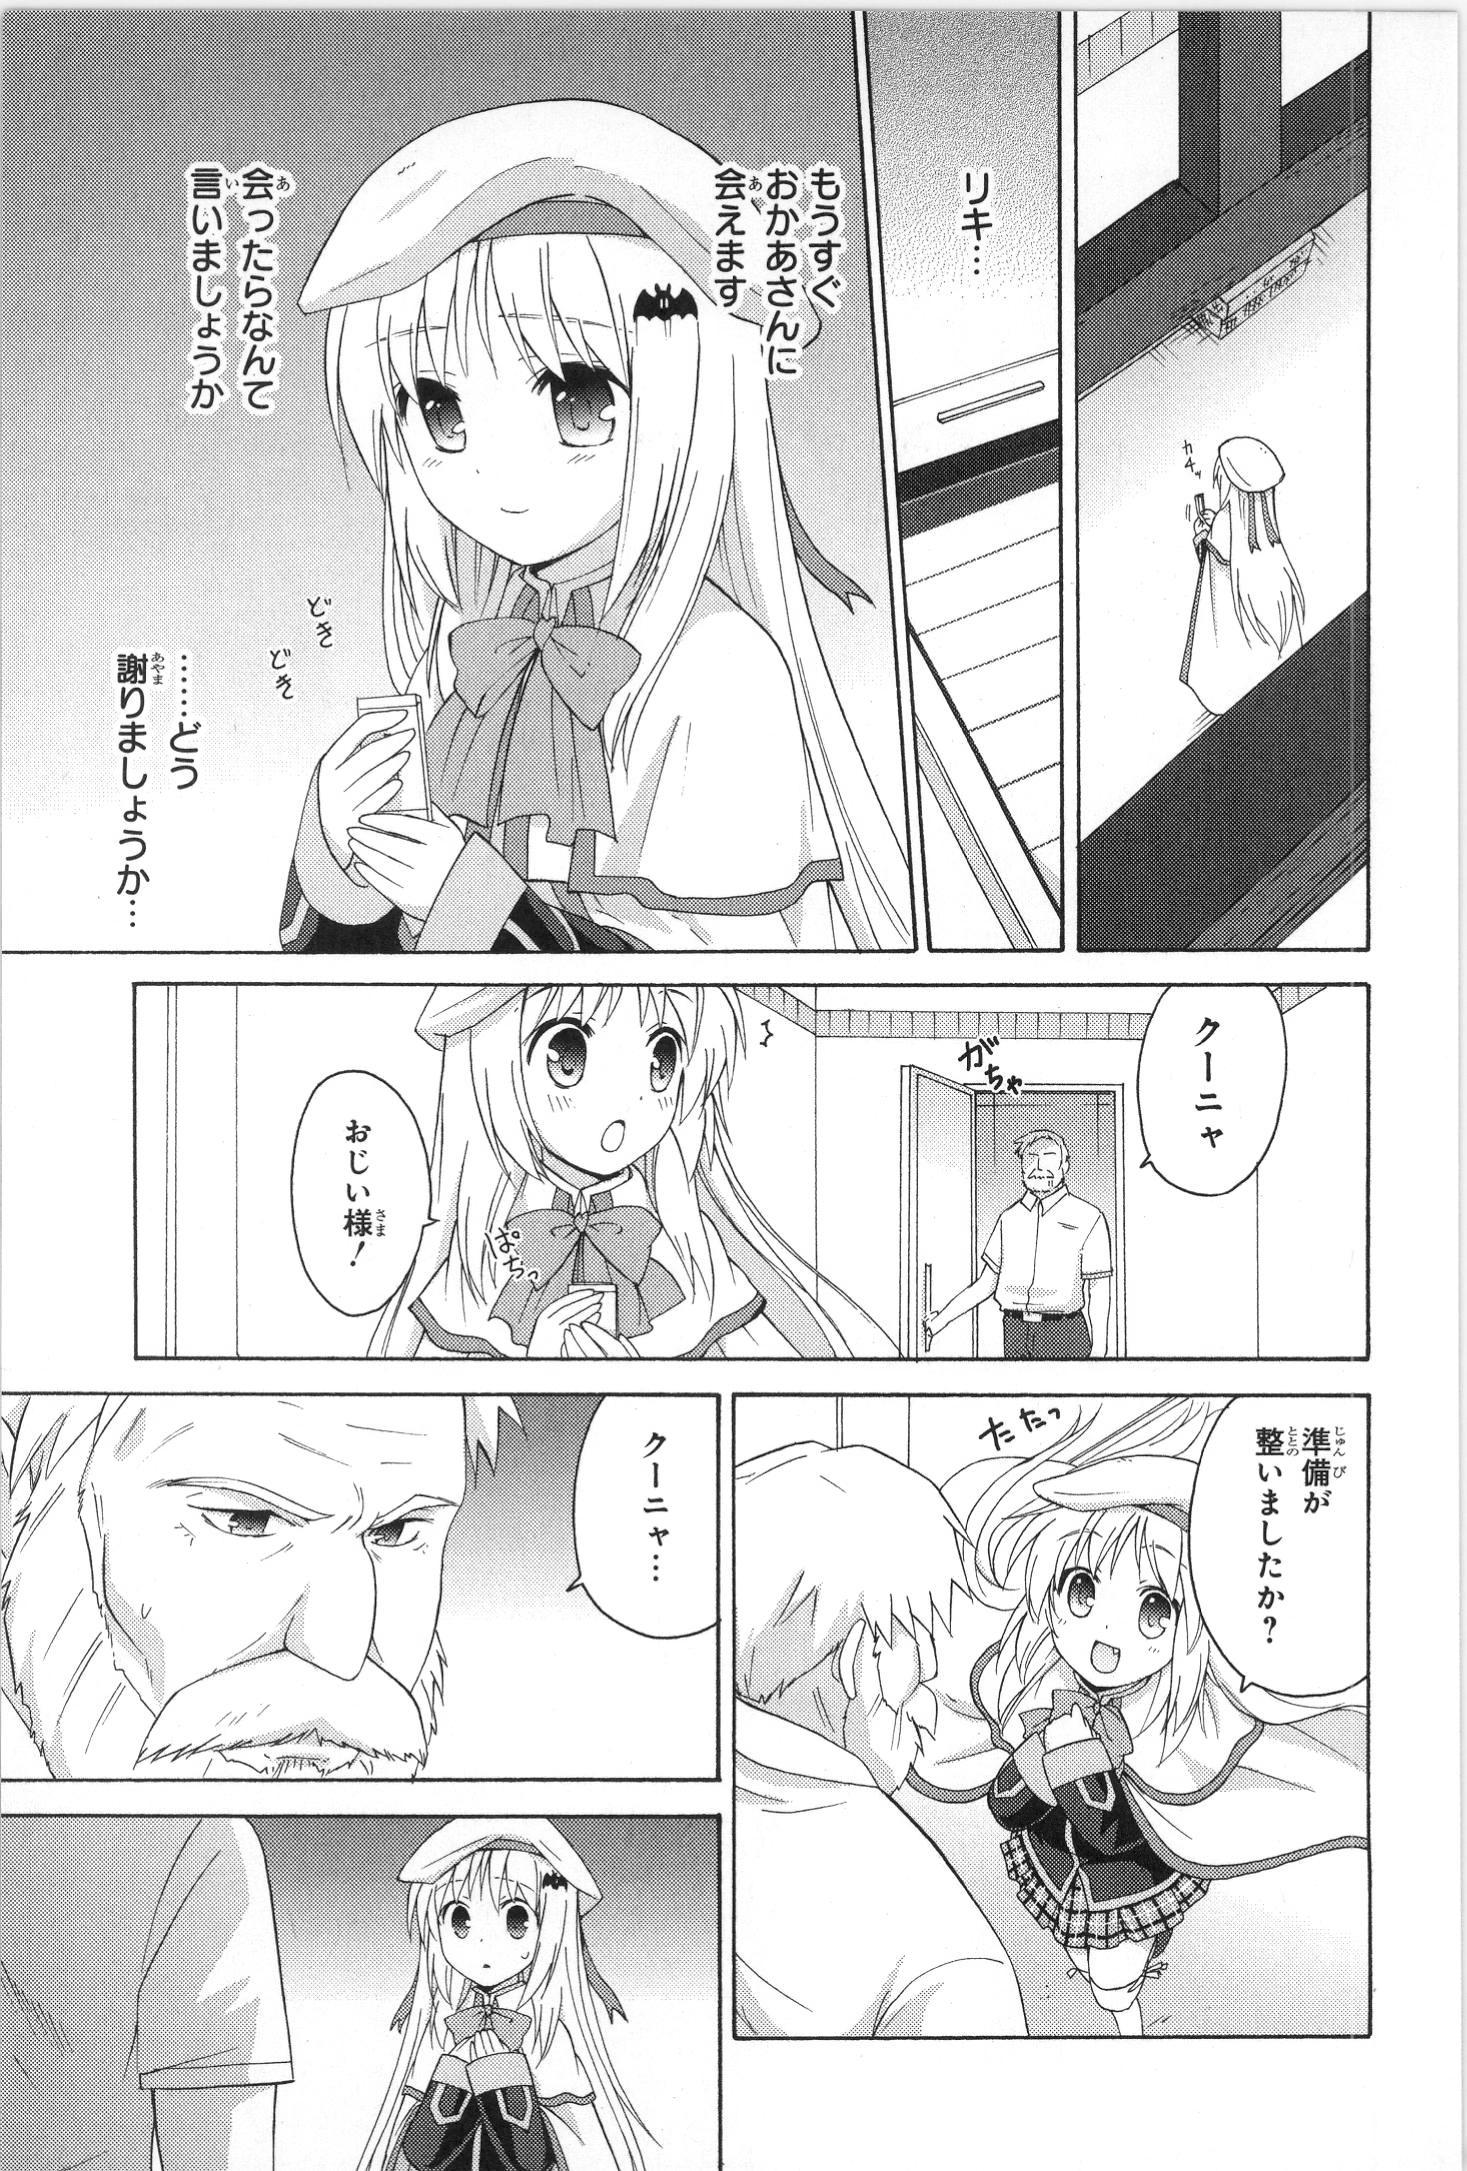 カチッ
リキ…
もうすぐ
おかあさんに
会えます
会ったらなんて
言いましょうか
どき
どき
……どう
謝りましょうか…
クーニャ
がちゃ
ぱちっ
おじい様！
準備が
整いましたか？
たたっ
クーニャ…